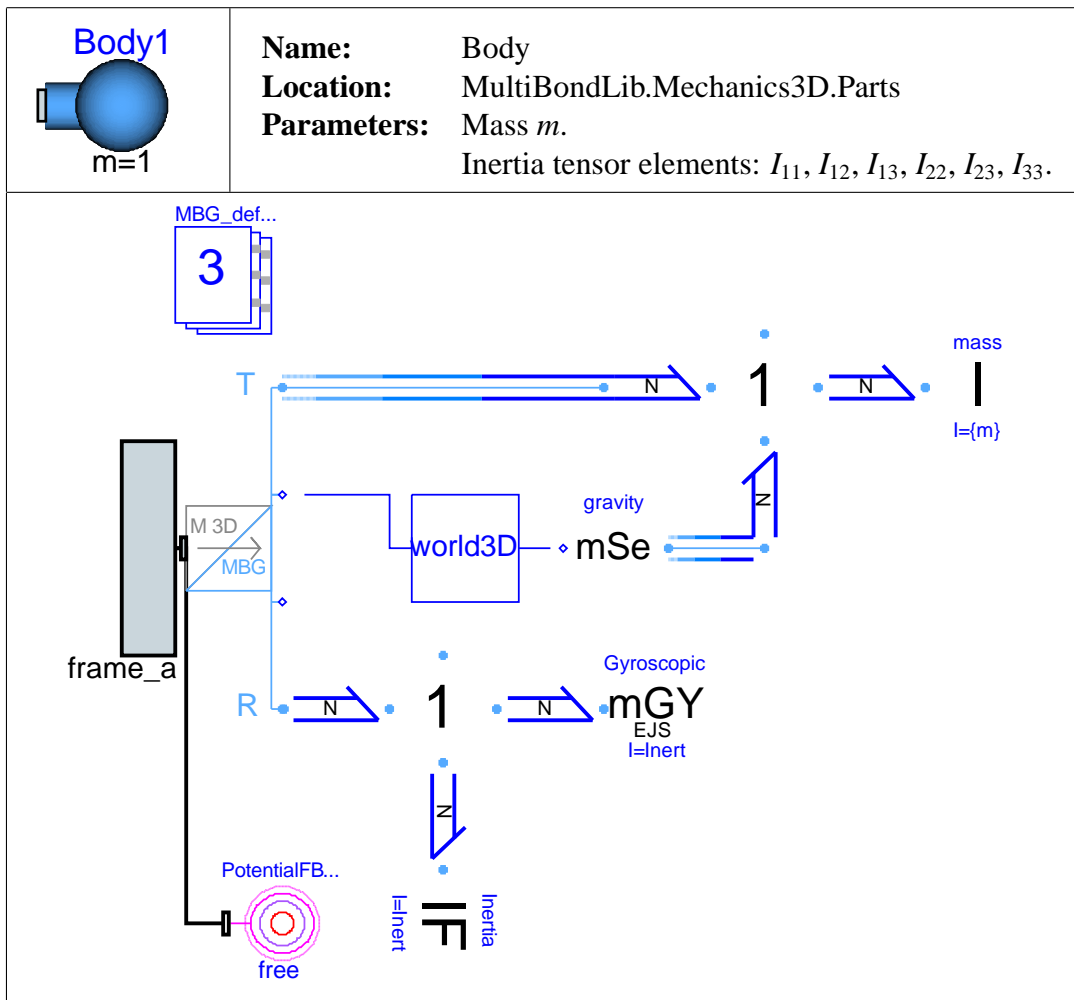 Body1
m=1
Name: Body
Location: MultiBondLib.Mechanics3D.Parts
Parameters: Mass m.
Inertia tensor elements: I₁₁, I₁₂, I₁₃, I₂₂, I₂₃, I₃₃.
MBG_def...
3
T
N
1
N
mass
I
I={m}
M 3D
MBG
world3D
gravity
mSe
N
frame_a
R
N
1
N
Gyroscopic
mGY
EJS
I=Inert
N
PotentialFB...
free
I=Inert
IF
Inertia